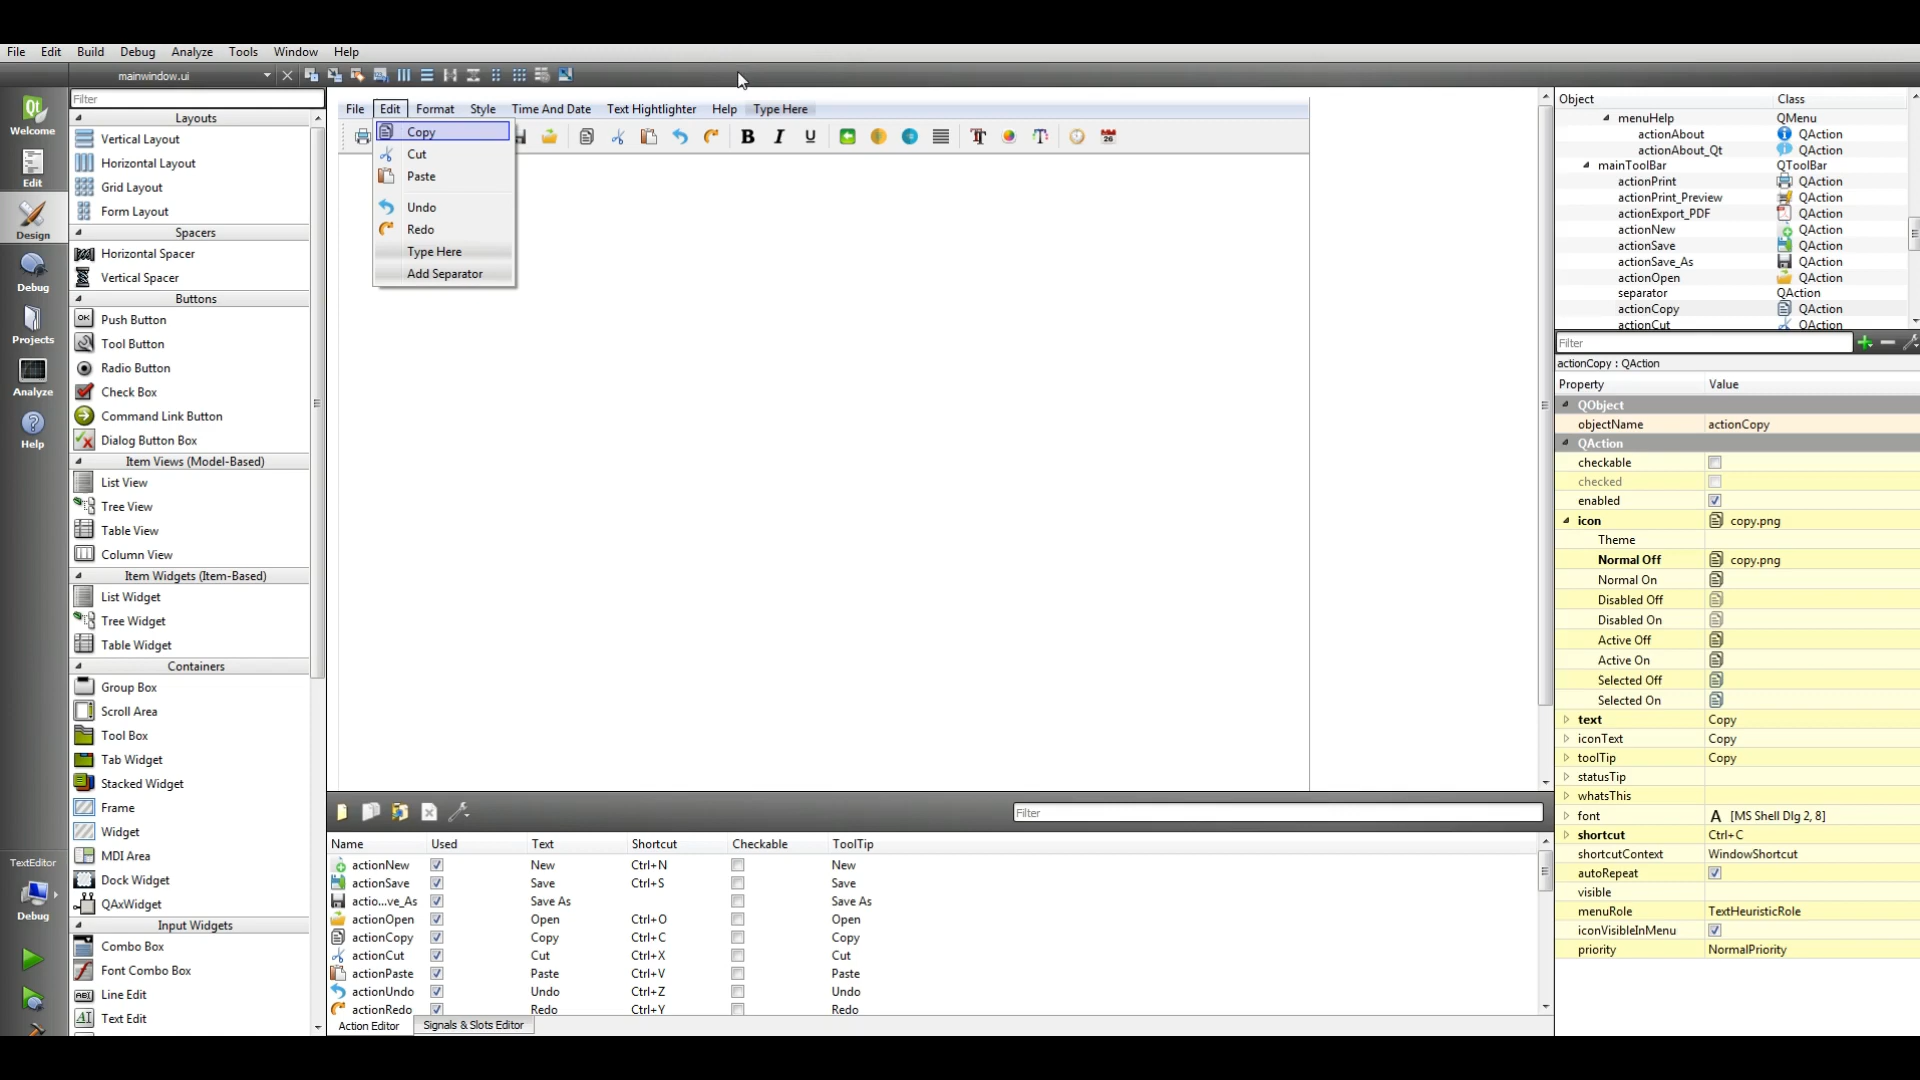 File Edit Build Debug Analyze Tools Window Help
mainwindow.ui
Welcome
Edit
Design
Debug
Projects
Analyze
Help
TextEditor
Debug
Filter
Layouts
Vertical Layout
Horizontal Layout
Grid Layout
Form Layout
Spacers
Horizontal Spacer
Vertical Spacer
Buttons
Push Button
Tool Button
Radio Button
Check Box
Command Link Button
Dialog Button Box
Item Views (Model-Based)
List View
Tree View
Table View
Column View
Item Widgets (Item-Based)
List Widget
Tree Widget
Table Widget
Containers
Group Box
Scroll Area
Tool Box
Tab Widget
Stacked Widget
Frame
Widget
MDI Area
Dock Widget
QAxWidget
Input Widgets
Combo Box
Font Combo Box
Line Edit
Text Edit
File Edit Format Style Time And Date Text Hightlighter Help Type Here
Copy
Cut
Paste
Undo
Redo
Type Here
Add Separator
Filter
Name Used Text Shortcut Checkable ToolTip
actionNew New Ctrl+N New
actionSave Save Ctrl+S Save
actio...ve_As Save As Save As
actionOpen Open Ctrl+O Open
actionCopy Copy Ctrl+C Copy
actionCut Cut Ctrl+X Cut
actionPaste Paste Ctrl+V Paste
actionUndo Undo Ctrl+Z Undo
actionRedo Redo Ctrl+Y Redo
Action Editor Signals & Slots Editor
Object Class
menuHelp QMenu
actionAbout QAction
actionAbout_Qt QAction
mainToolBar QToolBar
actionPrint QAction
actionPrint_Preview QAction
actionExport_PDF QAction
actionNew QAction
actionSave QAction
actionSave_As QAction
actionOpen QAction
separator QAction
actionCopy QAction
actionCut QAction
Filter
actionCopy : QAction
Property Value
QObject
objectName actionCopy
QAction
checkable
checked
enabled
icon copy.png
Theme
Normal Off copy.png
Normal On
Disabled Off
Disabled On
Active Off
Active On
Selected Off
Selected On
text Copy
iconText Copy
toolTip Copy
statusTip
whatsThis
font A [MS Shell Dlg 2, 8]
shortcut Ctrl+C
shortcutContext WindowShortcut
autoRepeat
visible
menuRole TextHeuristicRole
iconVisibleInMenu
priority NormalPriority